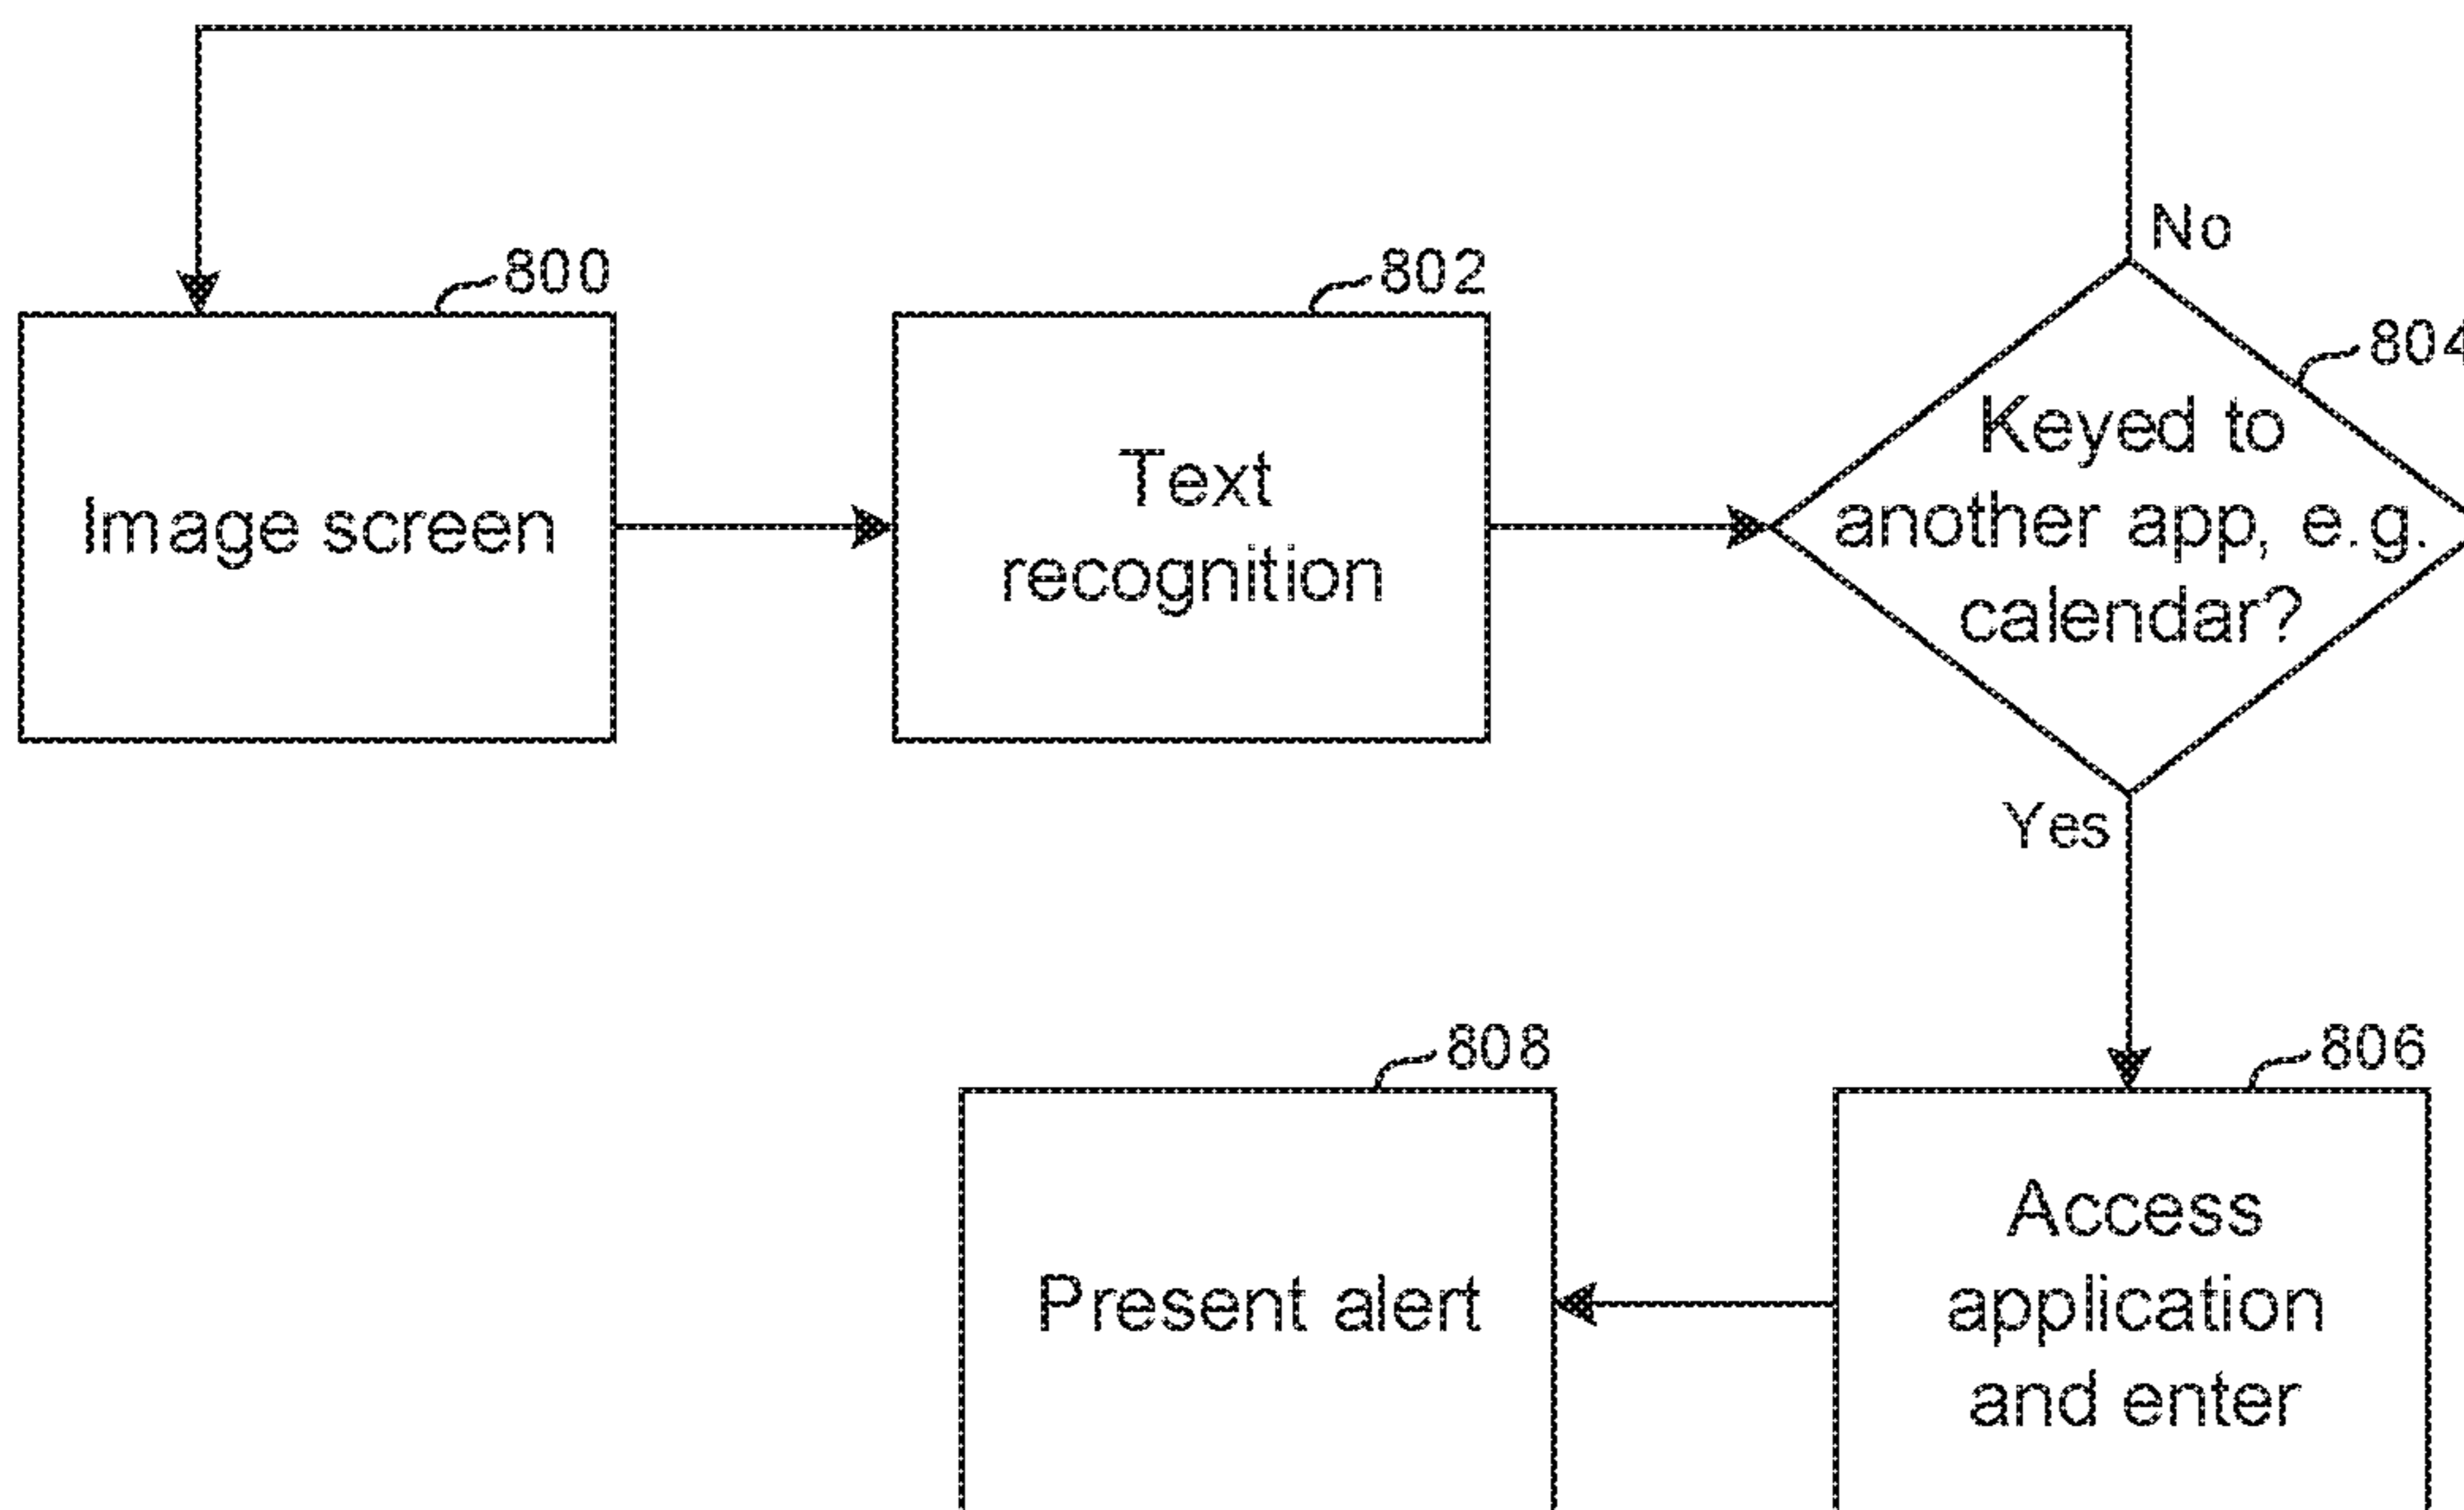 No
800
802
804
Image screen
Text
recognition
Keyed to
another app, e.g.
calendar?
Yes
808
806
Present alert
Access
application
and enter